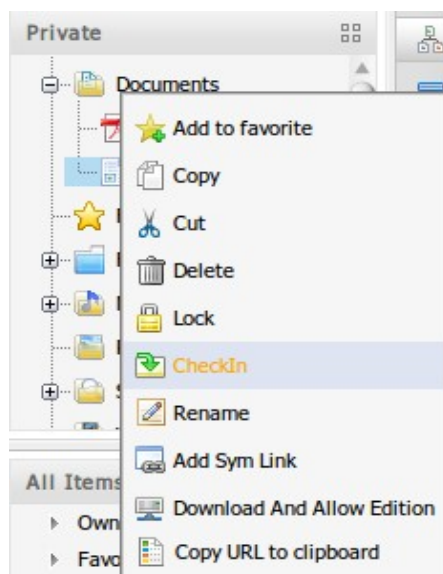 Private
Documents
Add to favorite
Copy
Cut
Delete
Lock
CheckIn
Rename
Add Sym Link
Download And Allow Edition
Copy URL to clipboard
All Items
Own
Favo